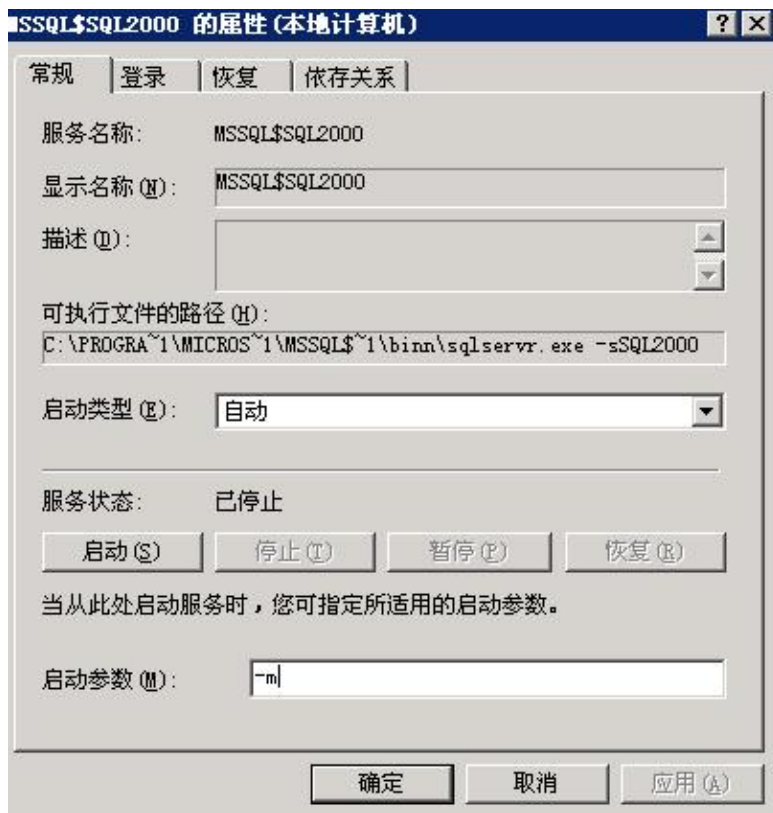 MSSQL$SQL2000 的属性(本地计算机)
常规 登录 恢复 依存关系
服务名称: MSSQL$SQL2000
显示名称(N): MSSQL$SQL2000
描述(D):
可执行文件的路径(H):
C:\PROGRA~1\MICROS~1\MSSQL$~1\binn\sqlservr.exe -sSQL2000
启动类型(E): 自动
服务状态: 已停止
启动(S) 停止(T) 暂停(P) 恢复(R)
当从此处启动服务时，您可指定所适用的启动参数。
启动参数(M): -m
确定 取消 应用(A)